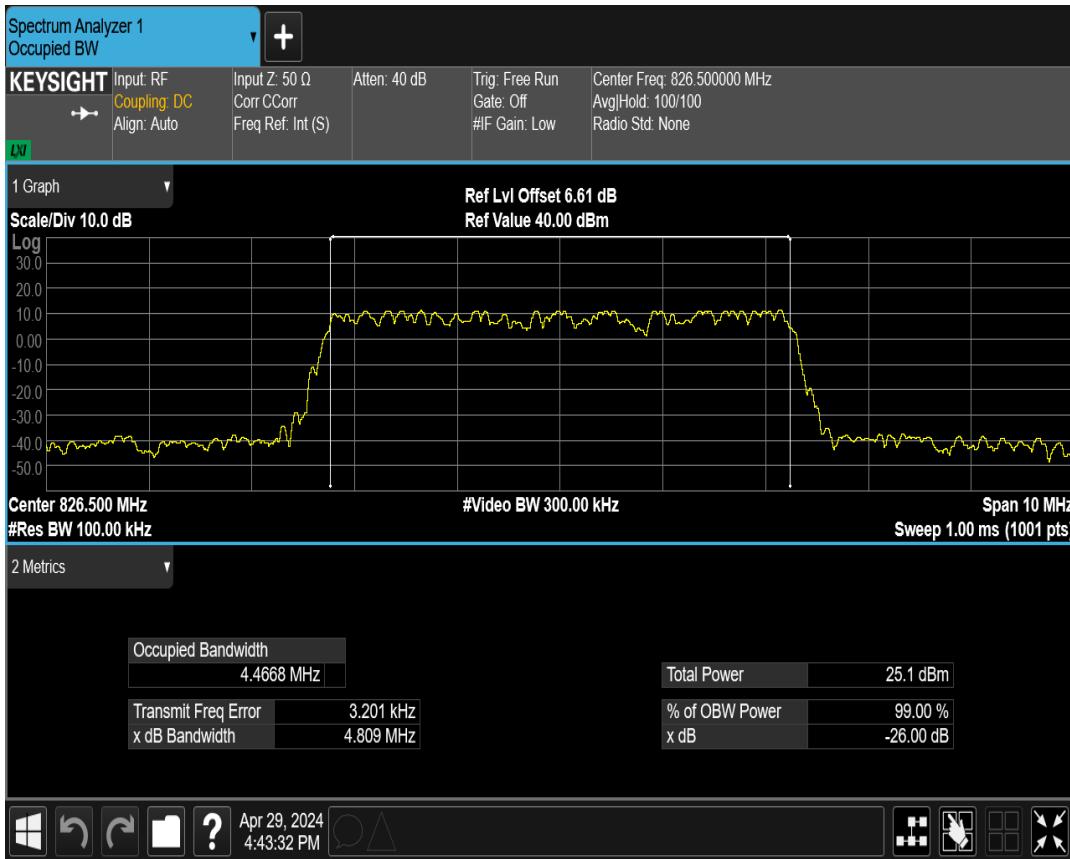 Spectrum Analyzer 1
Occupied BW
KEYSIGHT
LXI
Input: RF
Coupling: DC
Align: Auto
Input Z: 50 Ω
Corr CCorr
Freq Ref: Int (S)
Atten: 40 dB
Trig: Free Run
Gate: Off
#IF Gain: Low
Center Freq: 826.500000 MHz
Avg|Hold: 100/100
Radio Std: None
1 Graph
Ref Lvl Offset 6.61 dB
Scale/Div 10.0 dB
Ref Value 40.00 dBm
Log
30.0
20.0
10.0
0.00
-10.0
-20.0
-30.0
-40.0
-50.0
Center 826.500 MHz
#Video BW 300.00 kHz
Span 10 MHz
#Res BW 100.00 kHz
Sweep 1.00 ms (1001 pts)
2 Metrics
Occupied Bandwidth
4.4668 MHz
Total Power 25.1 dBm
Transmit Freq Error 3.201 kHz
% of OBW Power 99.00 %
x dB Bandwidth 4.809 MHz
x dB -26.00 dB
?
Apr 29, 2024
4:43:32 PM